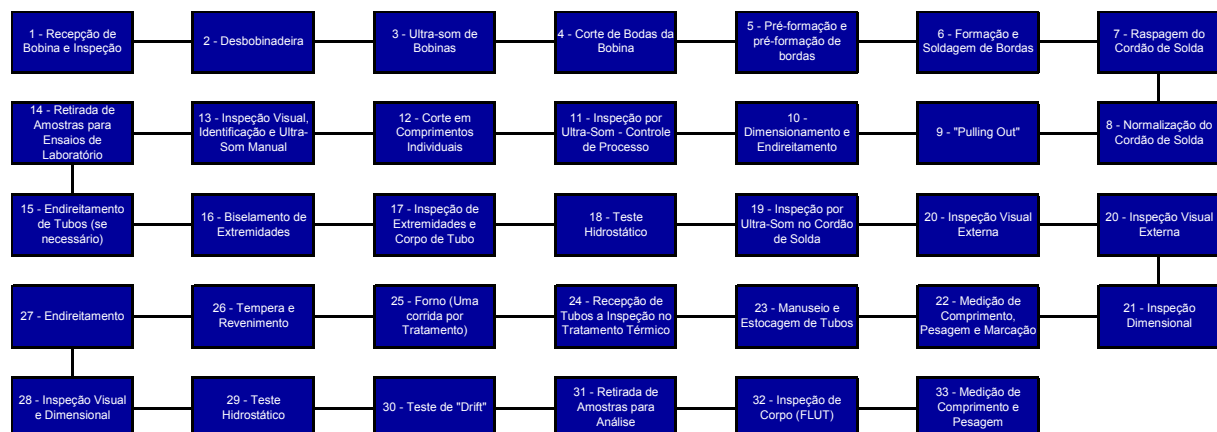 1 - Recepção de
Bobina e Inspeção
2 - Desbobinadeira
3 - Ultra-som de
Bobinas
4 - Corte de Bodas da
Bobina
5 - Pré-formação e
pré-formação de
bordas
6 - Formação e
Soldagem de Bordas
7 - Raspagem do
Cordão de Solda
14 - Retirada de
Amostras para
Ensaios de
Laboratório
13 - Inspeção Visual,
Identificação e Ultra-
Som Manual
12 - Corte em
Comprimentos
Individuais
11 - Inspeção por
Ultra-Som - Controle
de Processo
10 -
Dimensionamento e
Endireitamento
9 - "Pulling Out"
8 - Normalização do
Cordão de Solda
15 - Endireitamento
de Tubos (se
necessário)
16 - Biselamento de
Extremidades
17 - Inspeção de
Extremidades e
Corpo de Tubo
18 - Teste
Hidrostático
19 - Inspeção por
Ultra-Som no Cordão
de Solda
20 - Inspeção Visual
Externa
20 - Inspeção Visual
Externa
27 - Endireitamento
26 - Tempera e
Revenimento
25 - Forno (Uma
corrida por
Tratamento)
24 - Recepção de
Tubos a Inspeção no
Tratamento Térmico
23 - Manuseio e
Estocagem de Tubos
22 - Medição de
Comprimento,
Pesagem e Marcação
21 - Inspeção
Dimensional
28 - Inspeção Visual
e Dimensional
29 - Teste
Hidrostático
30 - Teste de "Drift"
31 - Retirada de
Amostras para
Análise
32 - Inspeção de
Corpo (FLUT)
33 - Medição de
Comprimento e
Pesagem